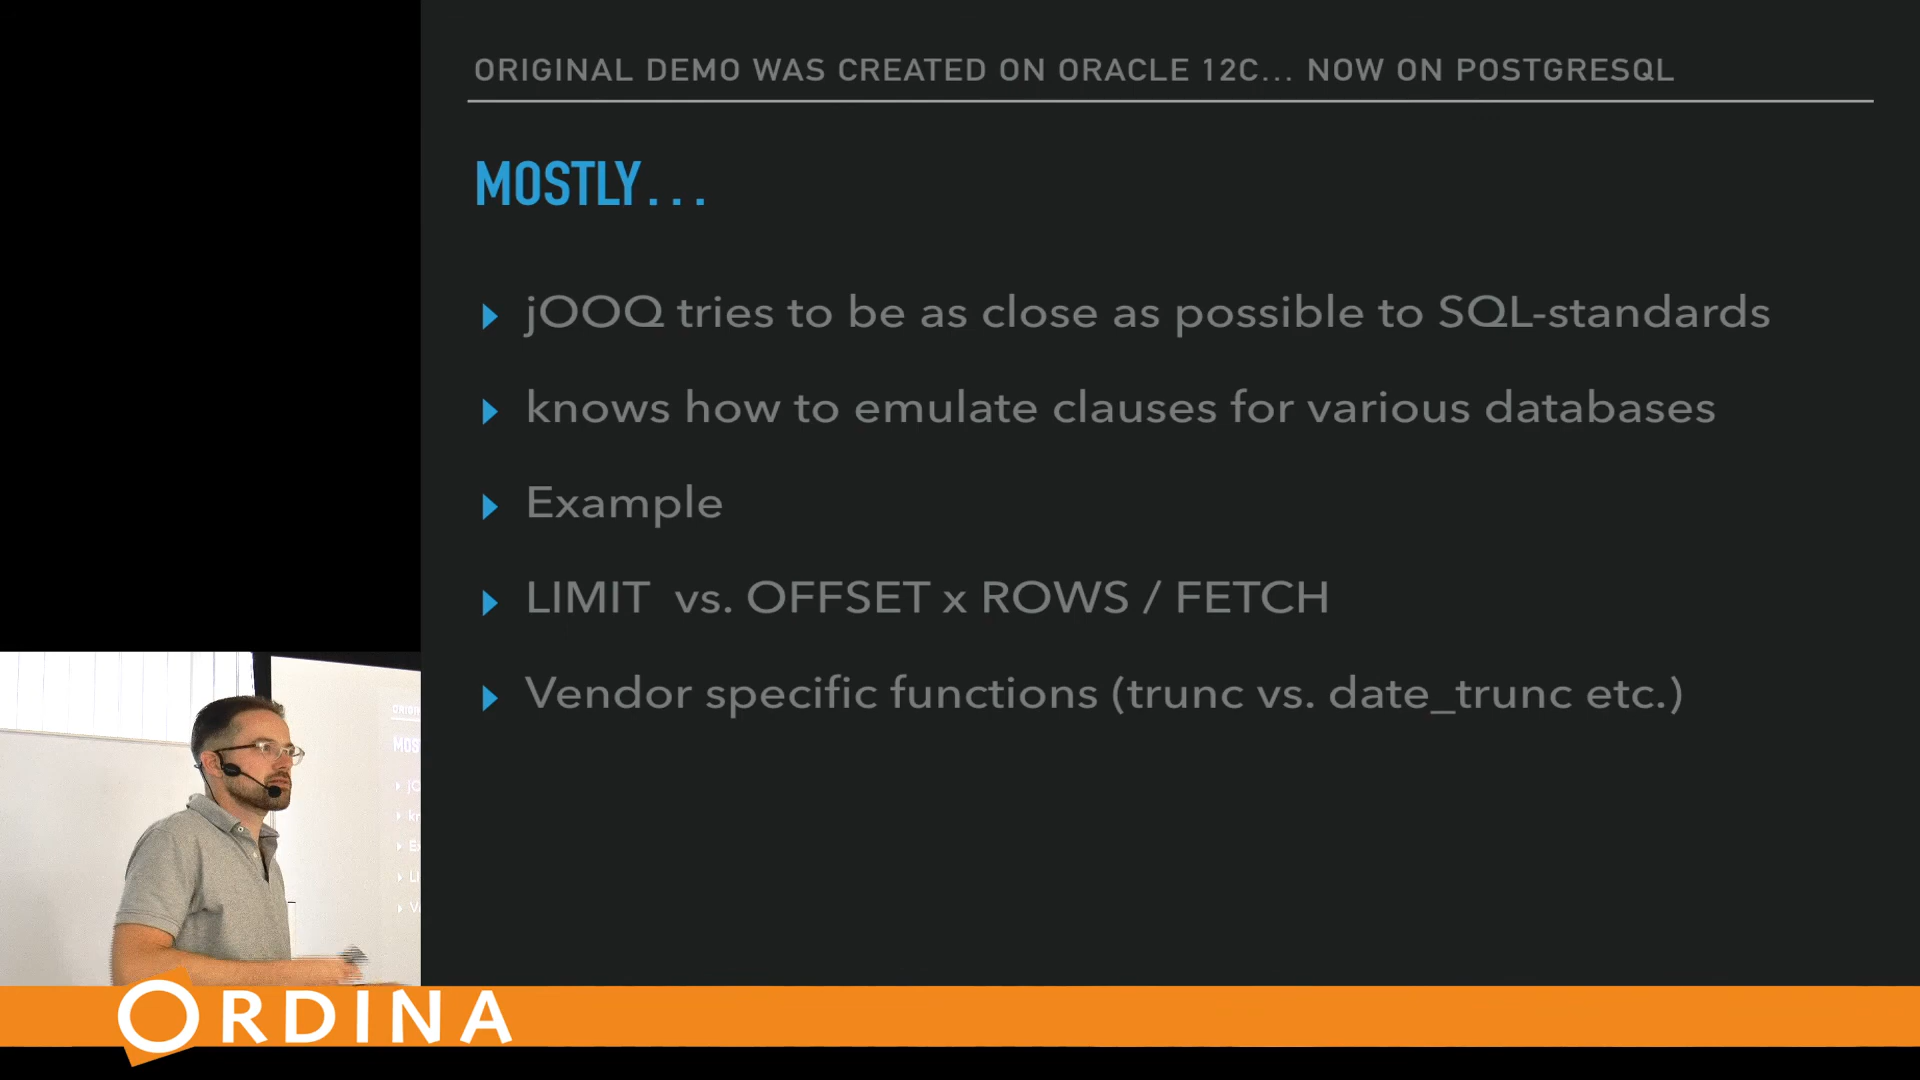 ORIGINAL DEMO WAS CREATED ON ORACLE 12C... NOW ON POSTGRESQL
MOSTLY...
jOOQ tries to be as close as possible to SQL-standards
knows how to emulate clauses for various databases
Example
LIMIT vs. OFFSET x ROWS / FETCH
Vendor specific functions (trunc vs. date_trunc etc.)
ORDINA